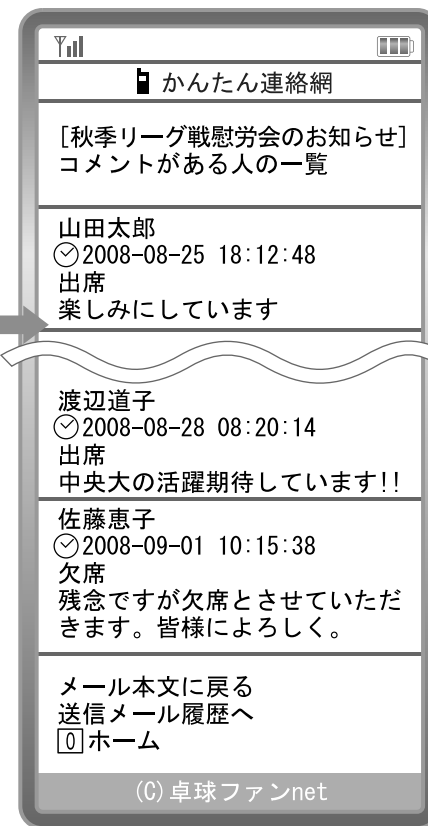 かんたん連絡網
[秋季リーグ戦慰労会のお知らせ]
コメントがある人の一覧
山田太郎
2008-08-25 18:12:48
出席
楽しみにしています
渡辺道子
2008-08-28 08:20:14
出席
中央大の活躍期待しています!!
佐藤恵子
2008-09-01 10:15:38
欠席
残念ですが欠席とさせていただ
きます。皆様によろしく。
メール本文に戻る
送信メール履歴へ
0ホーム
(C)卓球ファンnet